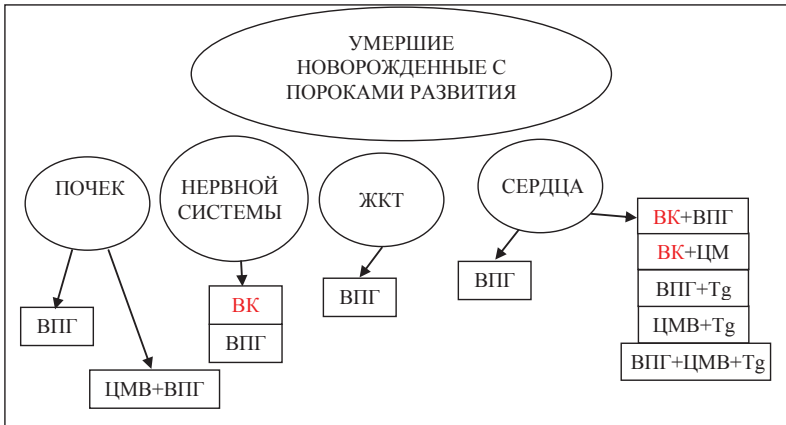 УМЕРШИЕ
НОВОРОЖДЕННЫЕ С
ПОРОКАМИ РАЗВИТИЯ
ПОЧЕК
НЕРВНОЙ
СИСТЕМЫ
ЖКТ
СЕРДЦА
ВПГ
ЦМВ+ВПГ
ВК
ВПГ
ВПГ
ВПГ
ВК+ВПГ
ВК+ЦМ
ВПГ+Tg
ЦМВ+Tg
ВПГ+ЦМВ+Tg